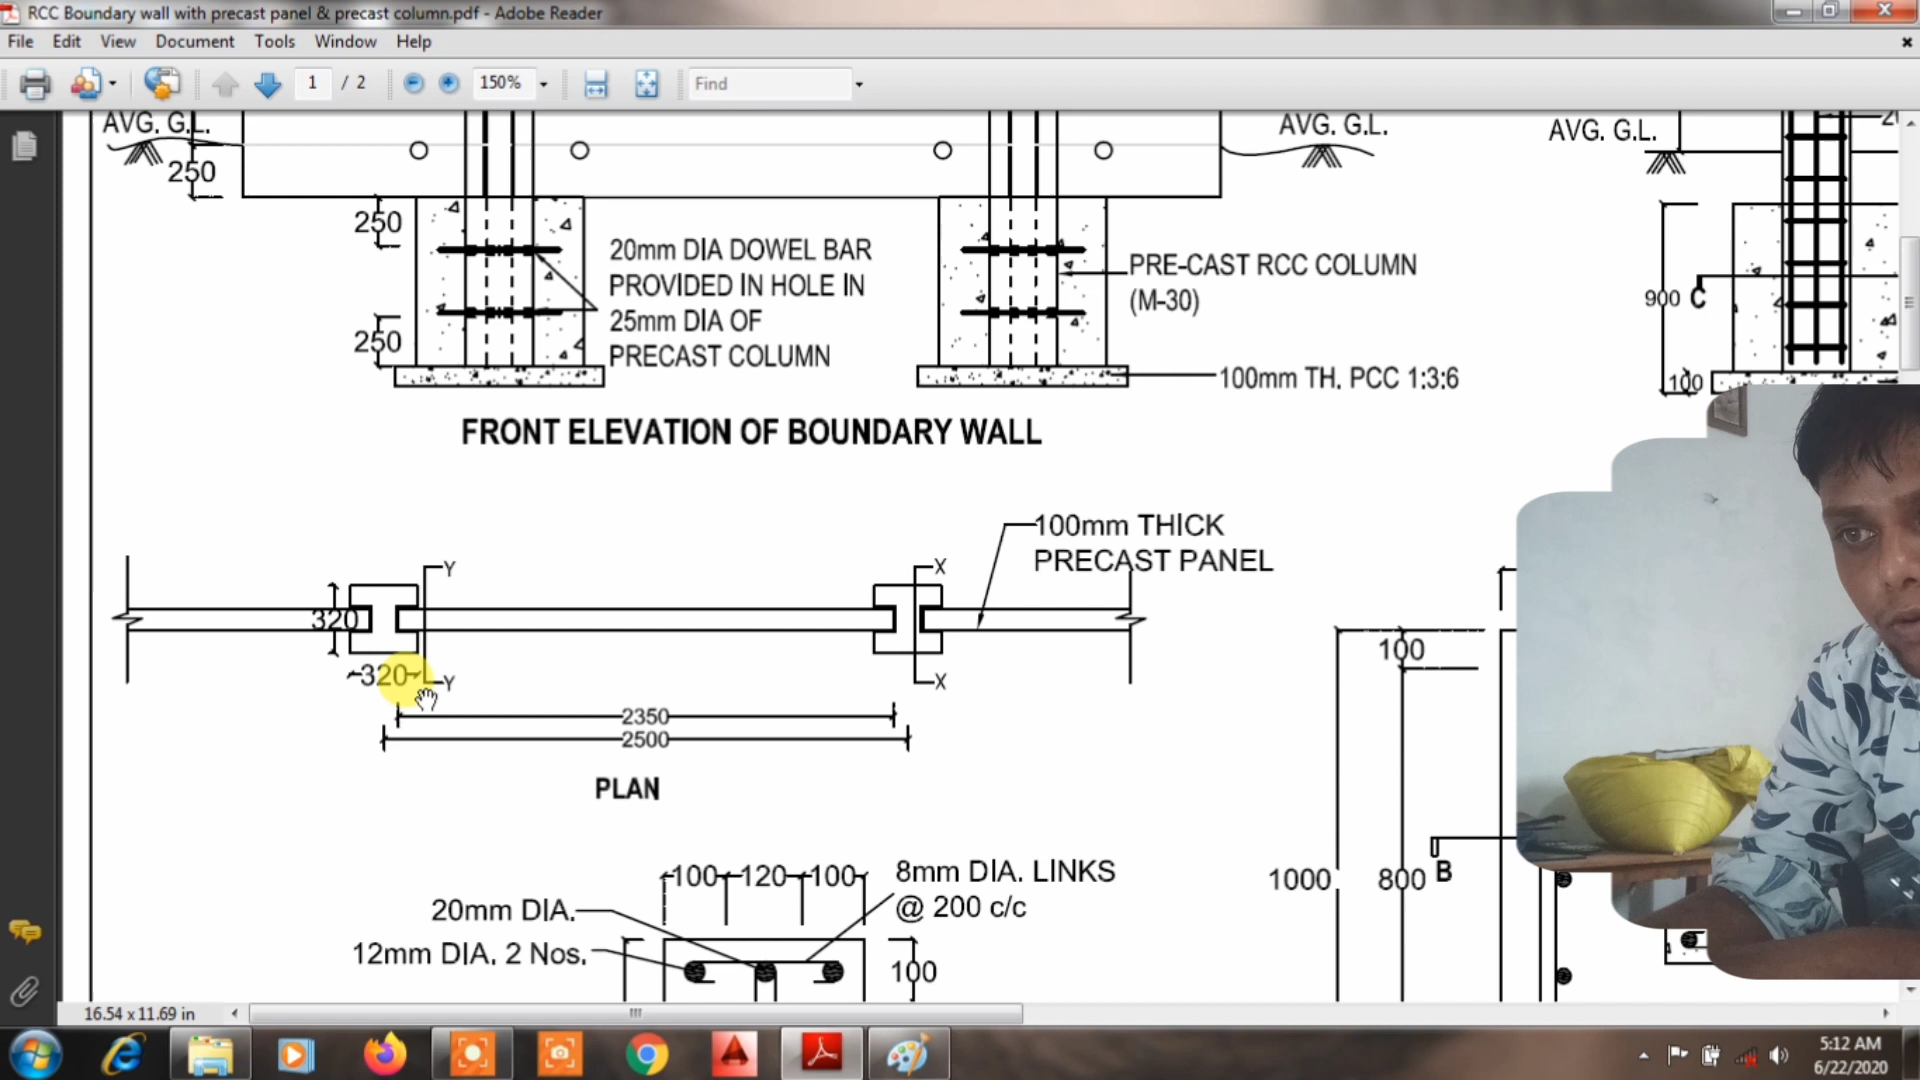 RCC Boundary wall with precast panel & precast column.pdf - Adobe Reader
File Edit View Document Tools Window Help
1 / 2 150% Find
AVG. G.L.
AVG. G.L.
AVG. G.L.
250
250
250
20mm DIA DOWEL BAR
PROVIDED IN HOLE IN
25mm DIA OF
PRECAST COLUMN
PRE-CAST RCC COLUMN
(M-30)
100mm TH. PCC 1:3:6
900 C
100
FRONT ELEVATION OF BOUNDARY WALL
100mm THICK
PRECAST PANEL
Y
X
320
320
Y
X
2350
2500
PLAN
100
1000
800
B
100 120 100
8mm DIA. LINKS
@ 200 c/c
20mm DIA.
12mm DIA. 2 Nos.
100
16.54 x 11.69 in
5:12 AM
6/22/2020